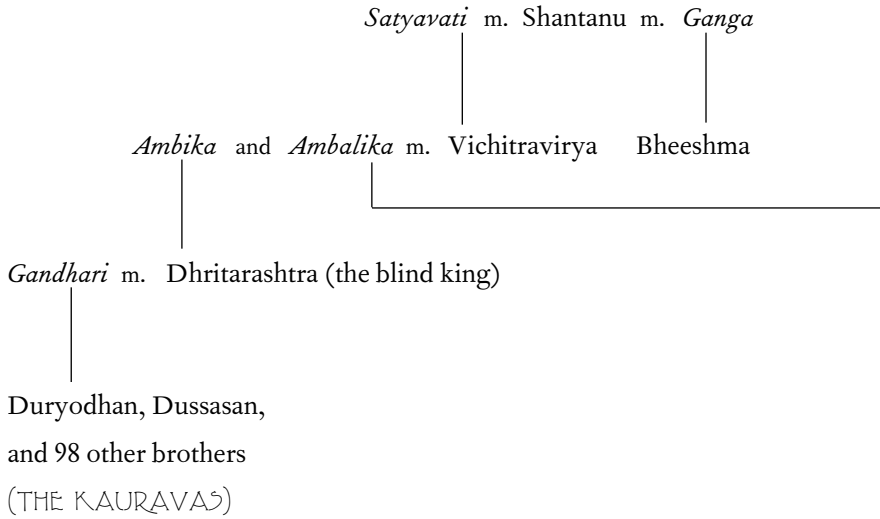 Satyavati m. Shantanu m. Ganga
Ambika and Ambalika m. Vichitravirya Bheeshma
Gandhari m. Dhritarashtra (the blind king)
Duryodhan, Dussasan,
and 98 other brothers
(THE KAURAVAS)